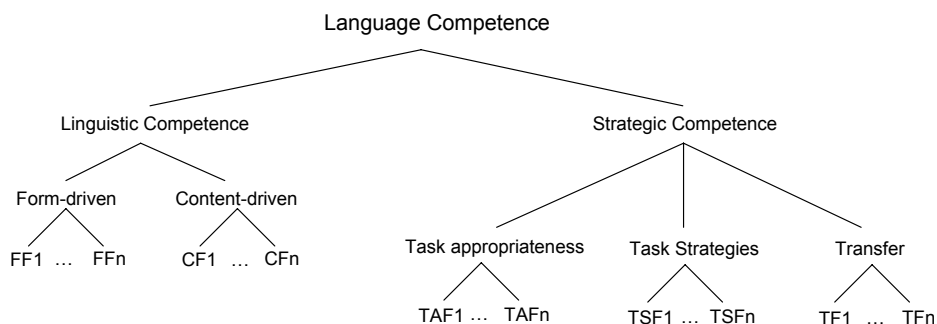 Language Competence
Linguistic Competence Strategic Competence
Form-driven Content-driven
Task appropriateness Task Strategies Transfer
FF1 … FFn CF1 … CFn
TAF1 … TAFn TSF1 … TSFn TF1 … TFn